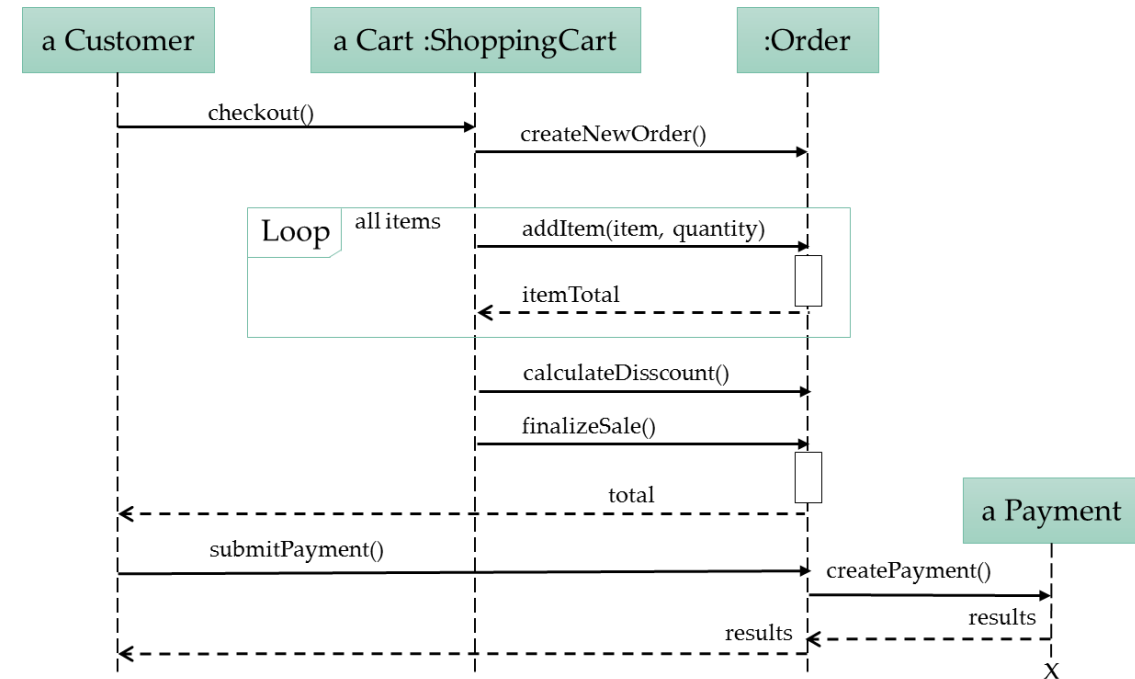 a Customer
a Cart :ShoppingCart
:Order
checkout()
createNewOrder()
Loop
all items
addItem(item, quantity)
itemTotal
calculateDisscount()
finalizeSale()
total
a Payment
submitPayment()
createPayment()
results
results
X